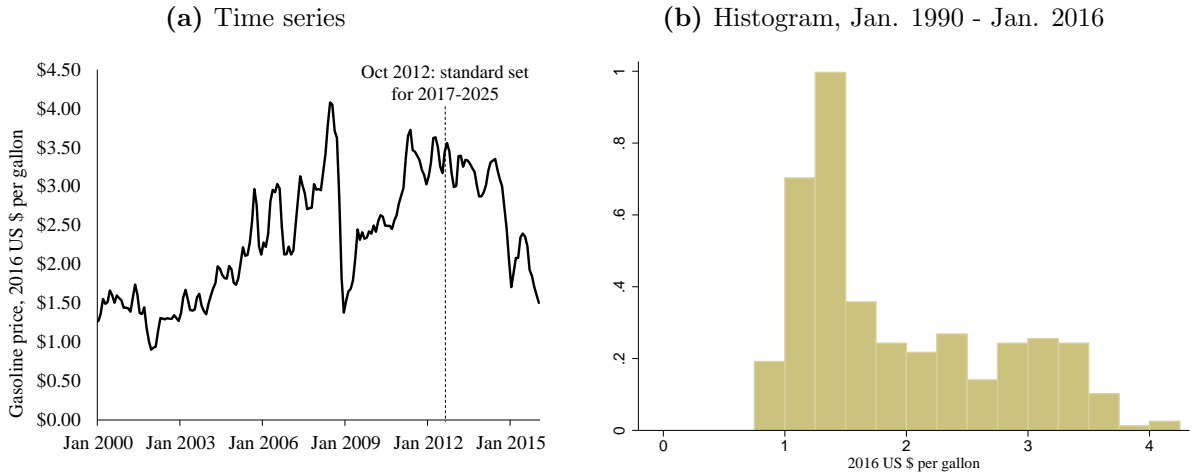 (a) Time series
Gasoline price, 2016 US $ per gallon
$4.50
$4.00
$3.50
$3.00
$2.50
$2.00
$1.50
$1.00
$0.50
$0.00
Oct 2012: standard set
for 2017-2025
Jan 2000 Jan 2003 Jan 2006 Jan 2009 Jan 2012 Jan 2015
(b) Histogram, Jan. 1990 - Jan. 2016
1
.8
.6
.4
.2
0
0 1 2 3 4
2016 US $ per gallon